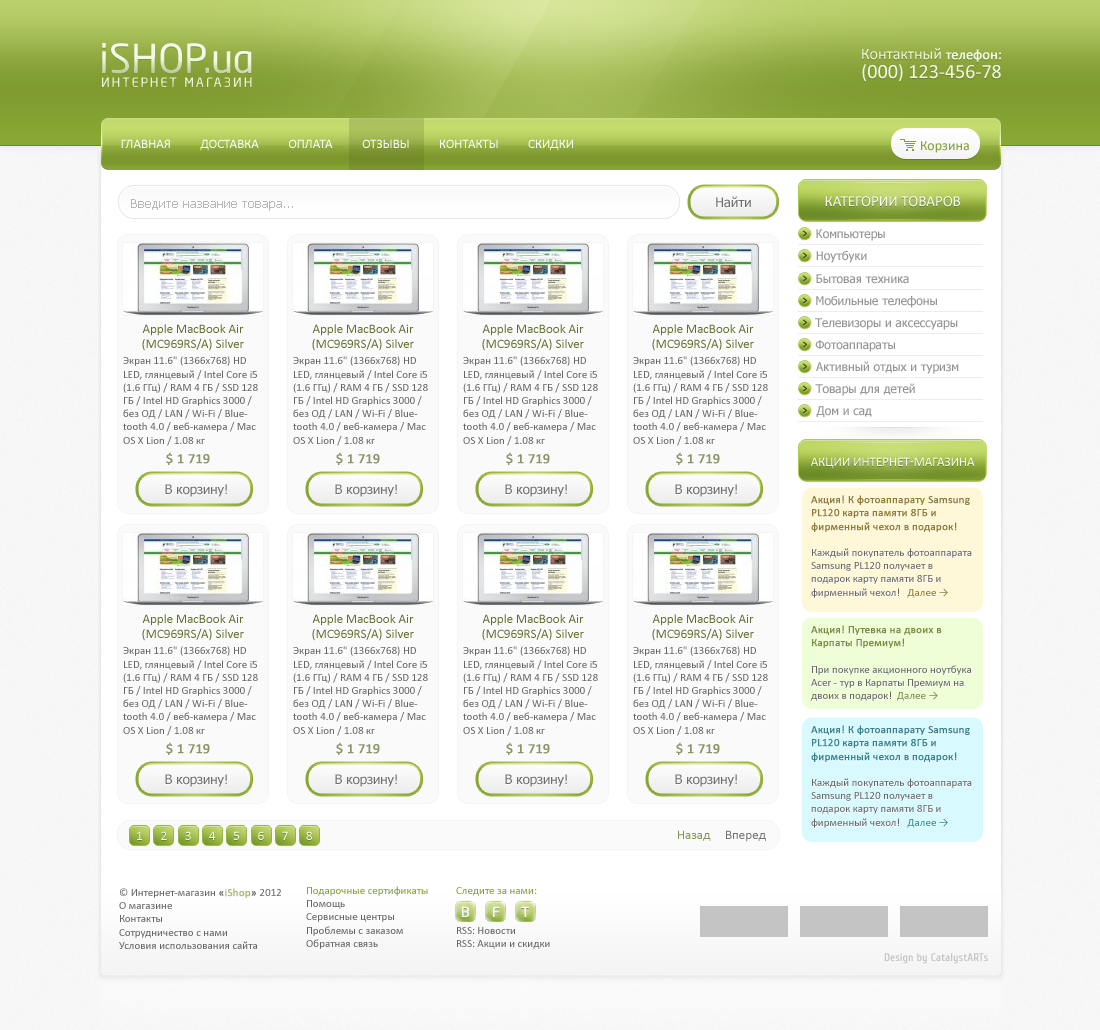 iSHOP.ua
ИНТЕРНЕТ МАГАЗИН
Контактный телефон:
(000) 123-456-78
ГЛАВНАЯ ДОСТАВКА ОПЛАТА ОТЗЫВЫ КОНТАКТЫ СКИДКИ Корзина
Введите название товара... Найти
Apple MacBook Air
(MC969RS/A) Silver
Экран 11.6" (1366x768) HD
LED, глянцевый / Intel Core i5
(1.6 ГГц) / RAM 4 ГБ / SSD 128
ГБ / Intel HD Graphics 3000 /
без ОД / LAN / Wi-Fi / Blue-
tooth 4.0 / веб-камера / Mac
OS X Lion / 1.08 кг
$ 1 719
В корзину!
Apple MacBook Air
(MC969RS/A) Silver
Экран 11.6" (1366x768) HD
LED, глянцевый / Intel Core i5
(1.6 ГГц) / RAM 4 ГБ / SSD 128
ГБ / Intel HD Graphics 3000 /
без ОД / LAN / Wi-Fi / Blue-
tooth 4.0 / веб-камера / Mac
OS X Lion / 1.08 кг
$ 1 719
В корзину!
Apple MacBook Air
(MC969RS/A) Silver
Экран 11.6" (1366x768) HD
LED, глянцевый / Intel Core i5
(1.6 ГГц) / RAM 4 ГБ / SSD 128
ГБ / Intel HD Graphics 3000 /
без ОД / LAN / Wi-Fi / Blue-
tooth 4.0 / веб-камера / Mac
OS X Lion / 1.08 кг
$ 1 719
В корзину!
Apple MacBook Air
(MC969RS/A) Silver
Экран 11.6" (1366x768) HD
LED, глянцевый / Intel Core i5
(1.6 ГГц) / RAM 4 ГБ / SSD 128
ГБ / Intel HD Graphics 3000 /
без ОД / LAN / Wi-Fi / Blue-
tooth 4.0 / веб-камера / Mac
OS X Lion / 1.08 кг
$ 1 719
В корзину!
Apple MacBook Air
(MC969RS/A) Silver
Экран 11.6" (1366x768) HD
LED, глянцевый / Intel Core i5
(1.6 ГГц) / RAM 4 ГБ / SSD 128
ГБ / Intel HD Graphics 3000 /
без ОД / LAN / Wi-Fi / Blue-
tooth 4.0 / веб-камера / Mac
OS X Lion / 1.08 кг
$ 1 719
В корзину!
Apple MacBook Air
(MC969RS/A) Silver
Экран 11.6" (1366x768) HD
LED, глянцевый / Intel Core i5
(1.6 ГГц) / RAM 4 ГБ / SSD 128
ГБ / Intel HD Graphics 3000 /
без ОД / LAN / Wi-Fi / Blue-
tooth 4.0 / веб-камера / Mac
OS X Lion / 1.08 кг
$ 1 719
В корзину!
Apple MacBook Air
(MC969RS/A) Silver
Экран 11.6" (1366x768) HD
LED, глянцевый / Intel Core i5
(1.6 ГГц) / RAM 4 ГБ / SSD 128
ГБ / Intel HD Graphics 3000 /
без ОД / LAN / Wi-Fi / Blue-
tooth 4.0 / веб-камера / Mac
OS X Lion / 1.08 кг
$ 1 719
В корзину!
Apple MacBook Air
(MC969RS/A) Silver
Экран 11.6" (1366x768) HD
LED, глянцевый / Intel Core i5
(1.6 ГГц) / RAM 4 ГБ / SSD 128
ГБ / Intel HD Graphics 3000 /
без ОД / LAN / Wi-Fi / Blue-
tooth 4.0 / веб-камера / Mac
OS X Lion / 1.08 кг
$ 1 719
В корзину!
1 2 3 4 5 6 7 8 Назад Вперед
КАТЕГОРИИ ТОВАРОВ
Компьютеры
Ноутбуки
Бытовая техника
Мобильные телефоны
Телевизоры и аксессуары
Фотоаппараты
Активный отдых и туризм
Товары для детей
Дом и сад
АКЦИИ ИНТЕРНЕТ-МАГАЗИНА
Акция! К фотоаппарату Samsung
PL120 карта памяти 8ГБ и
фирменный чехол в подарок!
Каждый покупатель фотоаппарата
Samsung PL120 получает в
подарок карту памяти 8ГБ и
фирменный чехол! Далее →
Акция! Путевка на двоих в
Карпаты Премиум!
При покупке акционного ноутбука
Acer - тур в Карпаты Премиум на
двоих в подарок! Далее →
Акция! К фотоаппарату Samsung
PL120 карта памяти 8ГБ и
фирменный чехол в подарок!
Каждый покупатель фотоаппарата
Samsung PL120 получает в
подарок карту памяти 8ГБ и
фирменный чехол! Далее →
© Интернет-магазин «iShop» 2012
О магазине
Контакты
Сотрудничество с нами
Условия использования сайта
Подарочные сертификаты
Помощь
Сервисные центры
Проблемы с заказом
Обратная связь
Следите за нами:
B F T
RSS: Новости
RSS: Акции и скидки
Design by CatalystARTs